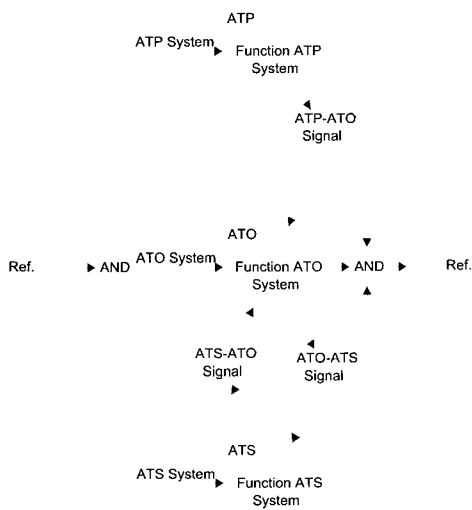 ATP
ATP System
Function ATP
System
ATP-ATO
Signal
ATO
Ref.
AND
ATO System
Function ATO
System
AND
Ref.
ATS-ATO
Signal
ATO-ATS
Signal
ATS
ATS System
Function ATS
System